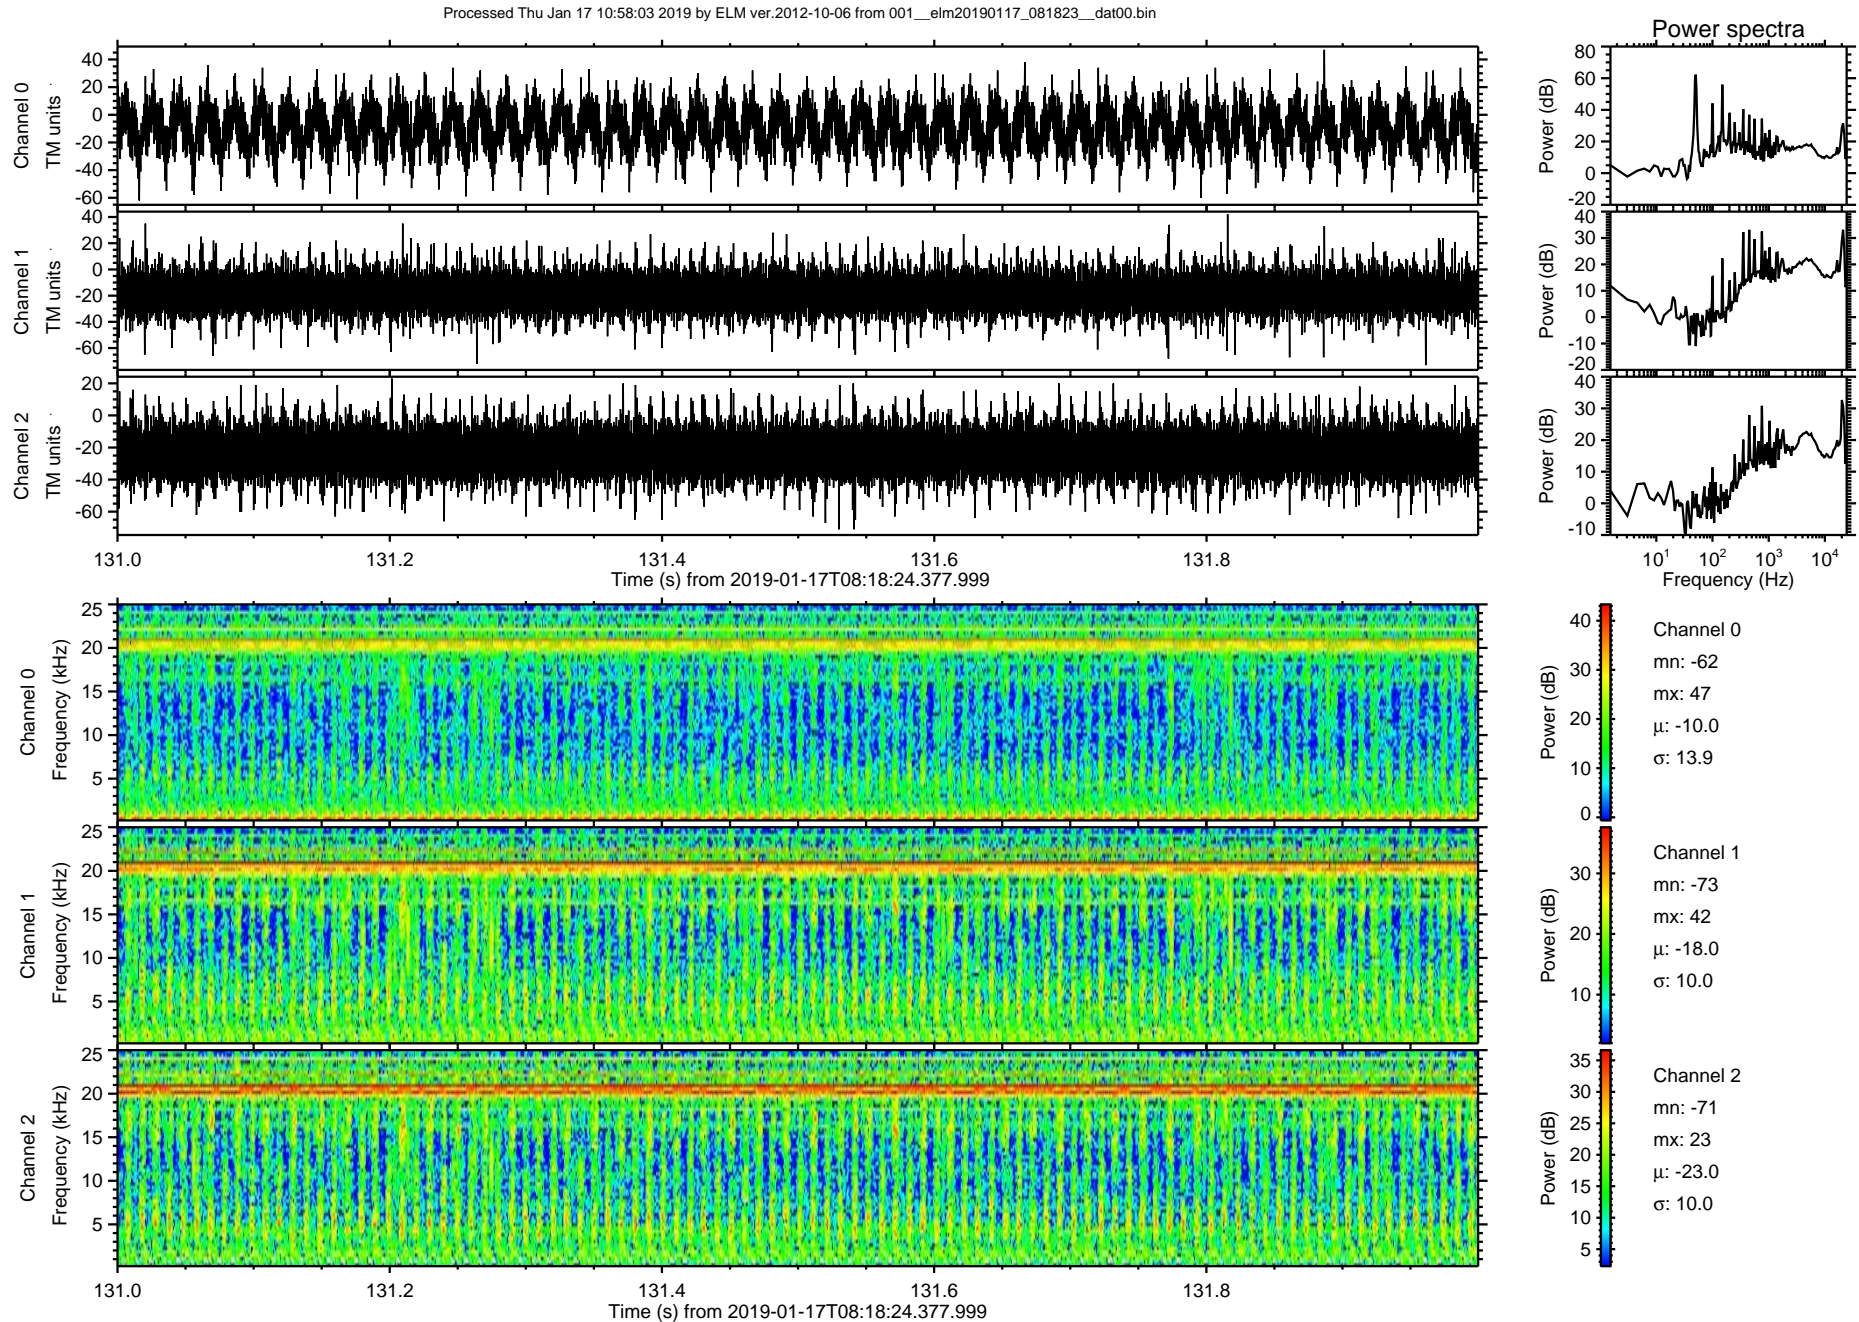 Processed Thu Jan 17 10:58:03 2019 by ELM ver.2012-10-06 from 001__elm20190117_081823__dat00.bin
Power spectra
Channel 0
TM units
40
20
0
-20
-40
-60
Power (dB)
80
60
40
20
0
-20
Channel 1
TM units
40
20
0
-20
-40
-60
Power (dB)
40
30
20
10
0
-10
-20
Channel 2
TM units
20
0
-20
-40
-60
Power (dB)
40
30
20
10
0
-10
131.0 131.2 131.4 131.6 131.8
Time (s) from 2019-01-17T08:18:24.377.999
10^1 10^2 10^3 10^4
Frequency (Hz)
Channel 0
Frequency (kHz)
25
20
15
10
5
Power (dB)
40
30
20
10
0
Channel 0
mn: -62
mx: 47
μ: -10.0
σ: 13.9
Channel 1
Frequency (kHz)
25
20
15
10
5
Power (dB)
30
20
10
Channel 1
mn: -73
mx: 42
μ: -18.0
σ: 10.0
Channel 2
Frequency (kHz)
25
20
15
10
5
Power (dB)
35
30
25
20
15
10
5
Channel 2
mn: -71
mx: 23
μ: -23.0
σ: 10.0
131.0 131.2 131.4 131.6 131.8
Time (s) from 2019-01-17T08:18:24.377.999